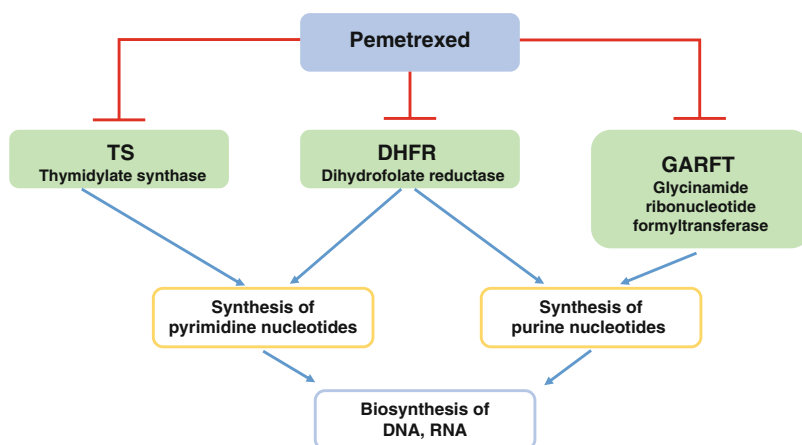 Pemetrexed
TS
Thymidylate synthase
DHFR
Dihydrofolate reductase
GARFT
Glycinamide
ribonucleotide
formyltransferase
Synthesis of
pyrimidine nucleotides
Synthesis of
purine nucleotides
Biosynthesis of
DNA, RNA